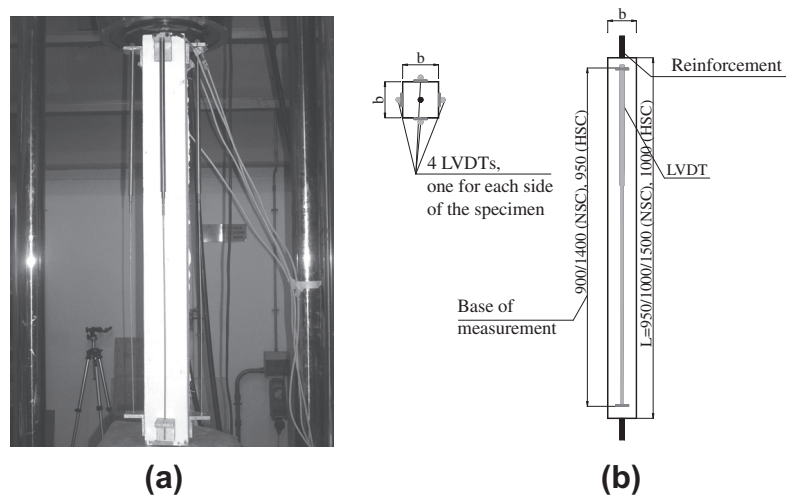 b
b
b
Reinforcement
4 LVDTs,
one for each side
of the specimen
LVDT
900/1400 (NSC), 950 (HSC)
L=950/1000/1500 (NSC), 1000 (HSC)
Base of
measurement
(a)
(b)